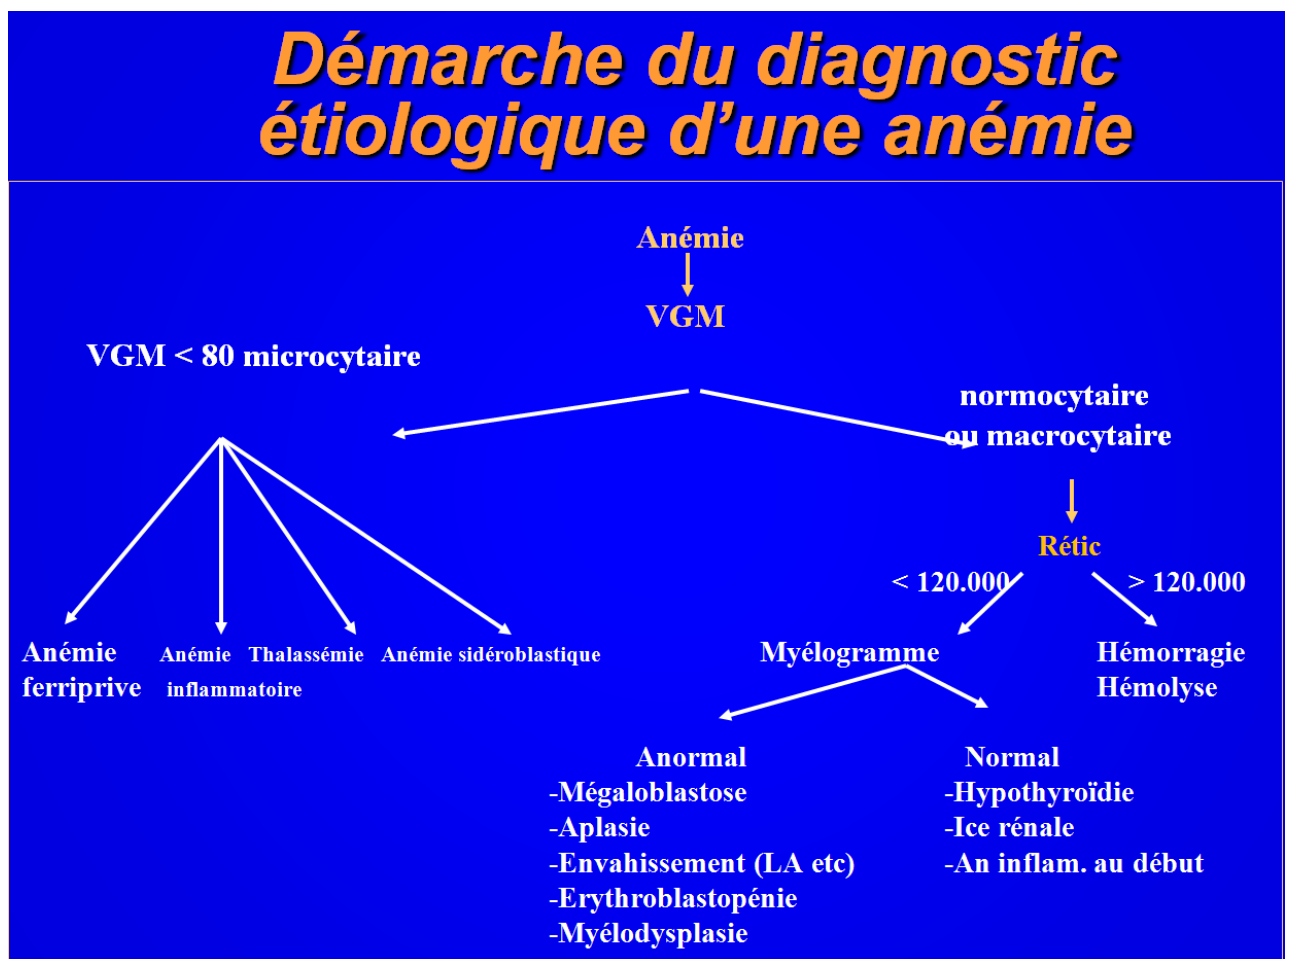 Démarche du diagnostic
étiologique d’une anémie
Anémie
VGM
VGM < 80 microcytaire
normocytaire
ou macrocytaire
Rétic
< 120.000
> 120.000
Anémie
ferriprive
Anémie
inflammatoire
Thalassémie
Anémie sidéroblastique
Myélogramme
Hémorragie
Hémolyse
Anormal
-Mégaloblastose
-Aplasie
-Envahissement (LA etc)
-Erythroblastopénie
-Myélodysplasie
Normal
-Hypothyroïdie
-Ice rénale
-An inflam. au début